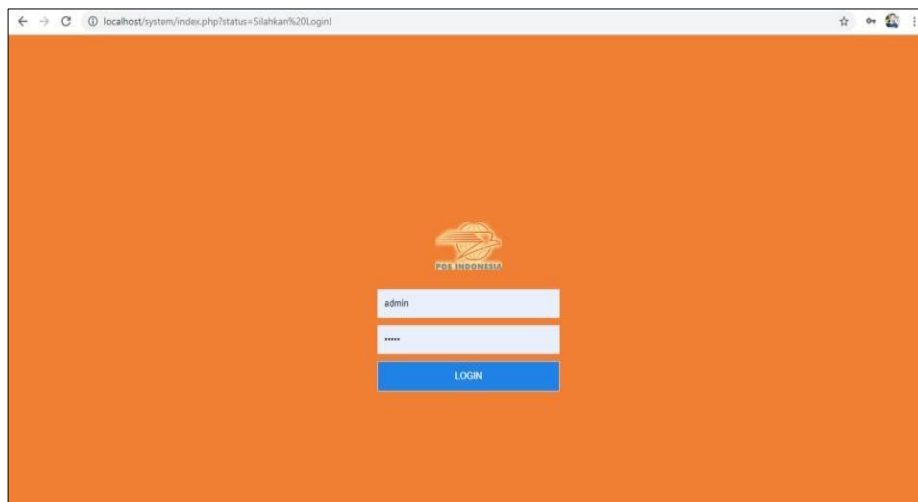 localhost/system/index.php?status=Silahkan%20Login!
POS INDONESIA
admin
•••••
LOGIN